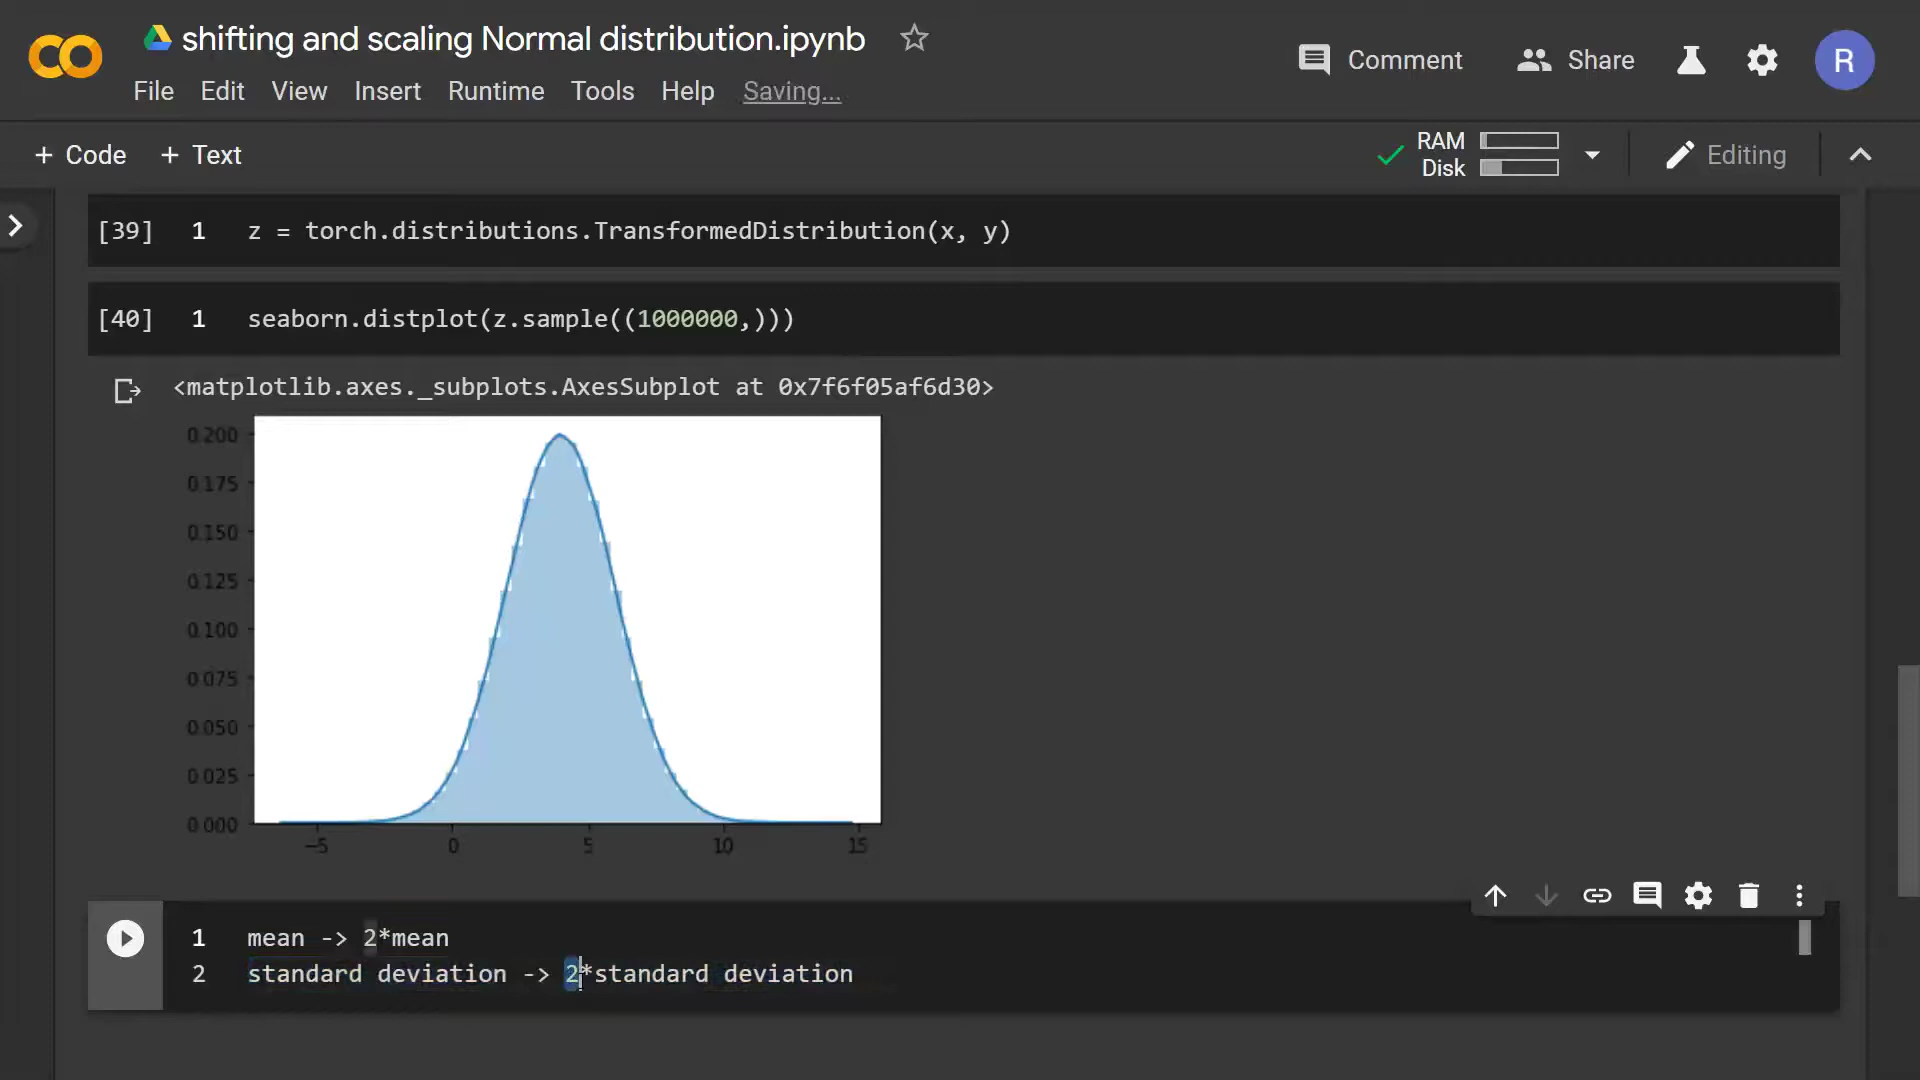 shifting and scaling Normal distribution.ipynb
Comment
Share
R
File Edit View Insert Runtime Tools Help Saving...
+ Code + Text
RAM
Disk
Editing
[39] 1 z = torch.distributions.TransformedDistribution(x, y)
[40] 1 seaborn.distplot(z.sample((1000000,)))
<matplotlib.axes._subplots.AxesSubplot at 0x7f6f05af6d30>
0.200
0.175
0.150
0.125
0.100
0.075
0.050
0.025
0.000
−5 0 5 10 15
1 mean -> 2*mean
2 standard deviation -> 2*standard deviation